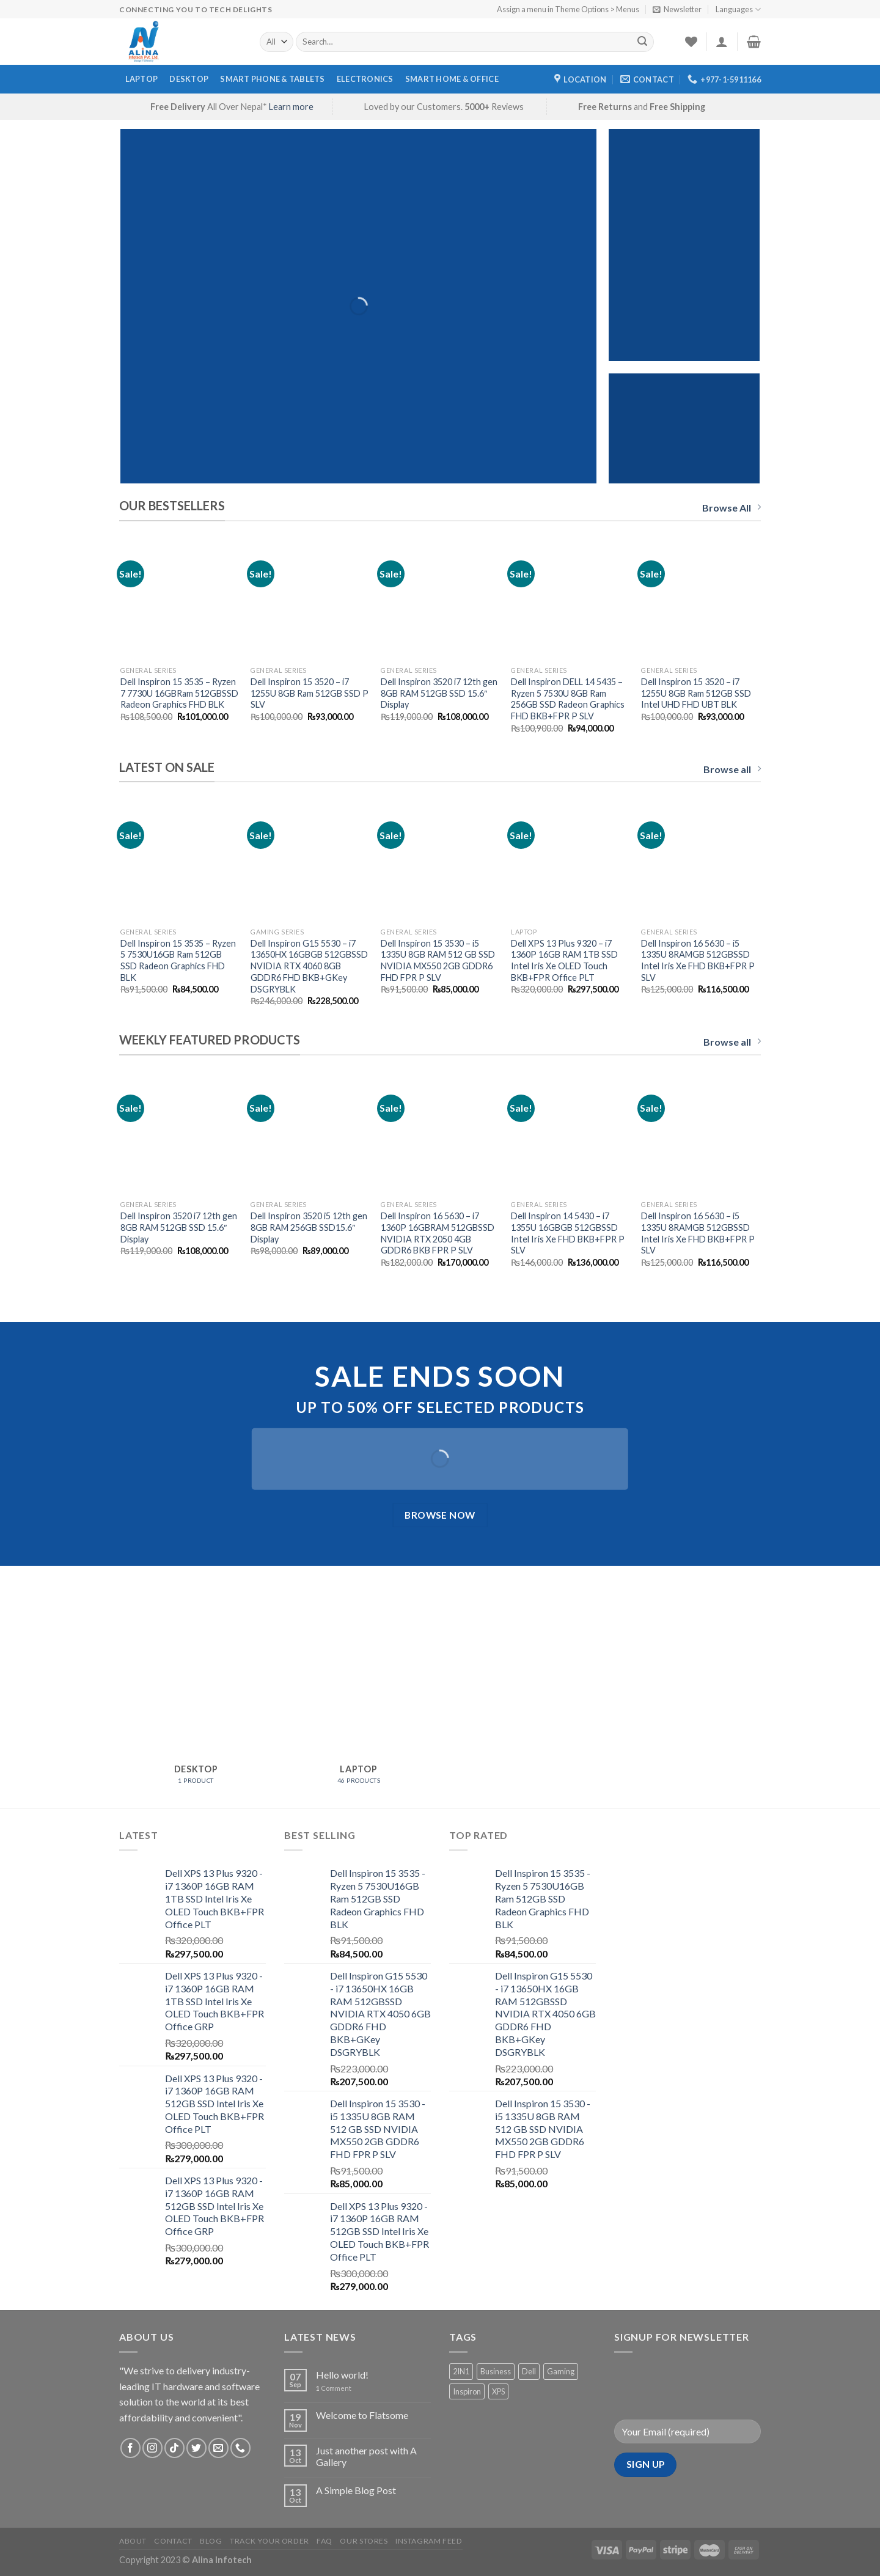 CONNECTING YOU TO TECH DELIGHTS
Assign a menu in Theme Options > Menus
Newsletter
Languages
ALINA
All
Search...
LAPTOP
DESKTOP
SMART PHONE & TABLETS
ELECTRONICS
SMART HOME & OFFICE
LOCATION
CONTACT
+977-1-5911166
Free Delivery All Over Nepal* Learn more
Loved by our Customers. 5000+ Reviews
Free Returns and Free Shipping
OUR BESTSELLERS
Browse All
Sale!
Sale!
Sale!
Sale!
Sale!
GENERAL SERIES
Dell Inspiron 15 3535 – Ryzen
7 7730U 16GBRam 512GBSSD
Radeon Graphics FHD BLK
₨108,500.00 ₨101,000.00
GENERAL SERIES
Dell Inspiron 15 3520 – i7
1255U 8GB Ram 512GB SSD P
SLV
₨100,000.00 ₨93,000.00
GENERAL SERIES
Dell Inspiron 3520 i7 12th gen
8GB RAM 512GB SSD 15.6″
Display
₨119,000.00 ₨108,000.00
GENERAL SERIES
Dell Inspiron DELL 14 5435 –
Ryzen 5 7530U 8GB Ram
256GB SSD Radeon Graphics
FHD BKB+FPR P SLV
₨100,900.00 ₨94,000.00
GENERAL SERIES
Dell Inspiron 15 3520 – i7
1255U 8GB Ram 512GB SSD
Intel UHD FHD UBT BLK
₨100,000.00 ₨93,000.00
LATEST ON SALE
Browse all
Sale!
Sale!
Sale!
Sale!
Sale!
GENERAL SERIES
Dell Inspiron 15 3535 – Ryzen
5 7530U16GB Ram 512GB
SSD Radeon Graphics FHD
BLK
₨91,500.00 ₨84,500.00
GAMING SERIES
Dell Inspiron G15 5530 – i7
13650HX 16GBGB 512GBSSD
NVIDIA RTX 4060 8GB
GDDR6 FHD BKB+GKey
DSGRYBLK
₨246,000.00 ₨228,500.00
GENERAL SERIES
Dell Inspiron 15 3530 – i5
1335U 8GB RAM 512 GB SSD
NVIDIA MX550 2GB GDDR6
FHD FPR P SLV
₨91,500.00 ₨85,000.00
LAPTOP
Dell XPS 13 Plus 9320 – i7
1360P 16GB RAM 1TB SSD
Intel Iris Xe OLED Touch
BKB+FPR Office PLT
₨320,000.00 ₨297,500.00
GENERAL SERIES
Dell Inspiron 16 5630 – i5
1335U 8RAMGB 512GBSSD
Intel Iris Xe FHD BKB+FPR P
SLV
₨125,000.00 ₨116,500.00
WEEKLY FEATURED PRODUCTS
Browse all
Sale!
Sale!
Sale!
Sale!
Sale!
GENERAL SERIES
Dell Inspiron 3520 i7 12th gen
8GB RAM 512GB SSD 15.6″
Display
₨119,000.00 ₨108,000.00
GENERAL SERIES
Dell Inspiron 3520 i5 12th gen
8GB RAM 256GB SSD15.6″
Display
₨98,000.00 ₨89,000.00
GENERAL SERIES
Dell Inspiron 16 5630 – i7
1360P 16GBRAM 512GBSSD
NVIDIA RTX 2050 4GB
GDDR6 BKB FPR P SLV
₨182,000.00 ₨170,000.00
GENERAL SERIES
Dell Inspiron 14 5430 – i7
1355U 16GBGB 512GBSSD
Intel Iris Xe FHD BKB+FPR P
SLV
₨146,000.00 ₨136,000.00
GENERAL SERIES
Dell Inspiron 16 5630 – i5
1335U 8RAMGB 512GBSSD
Intel Iris Xe FHD BKB+FPR P
SLV
₨125,000.00 ₨116,500.00
SALE ENDS SOON
UP TO 50% OFF SELECTED PRODUCTS
BROWSE NOW
DESKTOP
1 PRODUCT
LAPTOP
46 PRODUCTS
LATEST
Dell XPS 13 Plus 9320 -
i7 1360P 16GB RAM
1TB SSD Intel Iris Xe
OLED Touch BKB+FPR
Office PLT
₨320,000.00
₨297,500.00
Dell XPS 13 Plus 9320 -
i7 1360P 16GB RAM
1TB SSD Intel Iris Xe
OLED Touch BKB+FPR
Office GRP
₨320,000.00
₨297,500.00
Dell XPS 13 Plus 9320 -
i7 1360P 16GB RAM
512GB SSD Intel Iris Xe
OLED Touch BKB+FPR
Office PLT
₨300,000.00
₨279,000.00
Dell XPS 13 Plus 9320 -
i7 1360P 16GB RAM
512GB SSD Intel Iris Xe
OLED Touch BKB+FPR
Office GRP
₨300,000.00
₨279,000.00
BEST SELLING
Dell Inspiron 15 3535 -
Ryzen 5 7530U16GB
Ram 512GB SSD
Radeon Graphics FHD
BLK
₨91,500.00
₨84,500.00
Dell Inspiron G15 5530
- i7 13650HX 16GB
RAM 512GBSSD
NVIDIA RTX 4050 6GB
GDDR6 FHD
BKB+GKey
DSGRYBLK
₨223,000.00
₨207,500.00
Dell Inspiron 15 3530 -
i5 1335U 8GB RAM
512 GB SSD NVIDIA
MX550 2GB GDDR6
FHD FPR P SLV
₨91,500.00
₨85,000.00
Dell XPS 13 Plus 9320 -
i7 1360P 16GB RAM
512GB SSD Intel Iris Xe
OLED Touch BKB+FPR
Office PLT
₨300,000.00
₨279,000.00
TOP RATED
Dell Inspiron 15 3535 -
Ryzen 5 7530U16GB
Ram 512GB SSD
Radeon Graphics FHD
BLK
₨91,500.00
₨84,500.00
Dell Inspiron G15 5530
- i7 13650HX 16GB
RAM 512GBSSD
NVIDIA RTX 4050 6GB
GDDR6 FHD
BKB+GKey
DSGRYBLK
₨223,000.00
₨207,500.00
Dell Inspiron 15 3530 -
i5 1335U 8GB RAM
512 GB SSD NVIDIA
MX550 2GB GDDR6
FHD FPR P SLV
₨91,500.00
₨85,000.00
ABOUT US
"We strive to delivery industry-
leading IT hardware and software
solution to the world at its best
affordably and convenient".
LATEST NEWS
07
Sep
Hello world!
1 Comment
19
Nov
Welcome to Flatsome
13
Oct
Just another post with A
Gallery
13
Oct
A Simple Blog Post
TAGS
2IN1
Business
Dell
Gaming
Inspiron
XPS
SIGNUP FOR NEWSLETTER
Your Email (required)
SIGN UP
ABOUT
CONTACT
BLOG
TRACK YOUR ORDER
FAQ
OUR STORES
INSTAGRAM FEED
Copyright 2023 © Alina Infotech
VISA
PayPal
stripe
MasterCard
CASH ON
DELIVERY